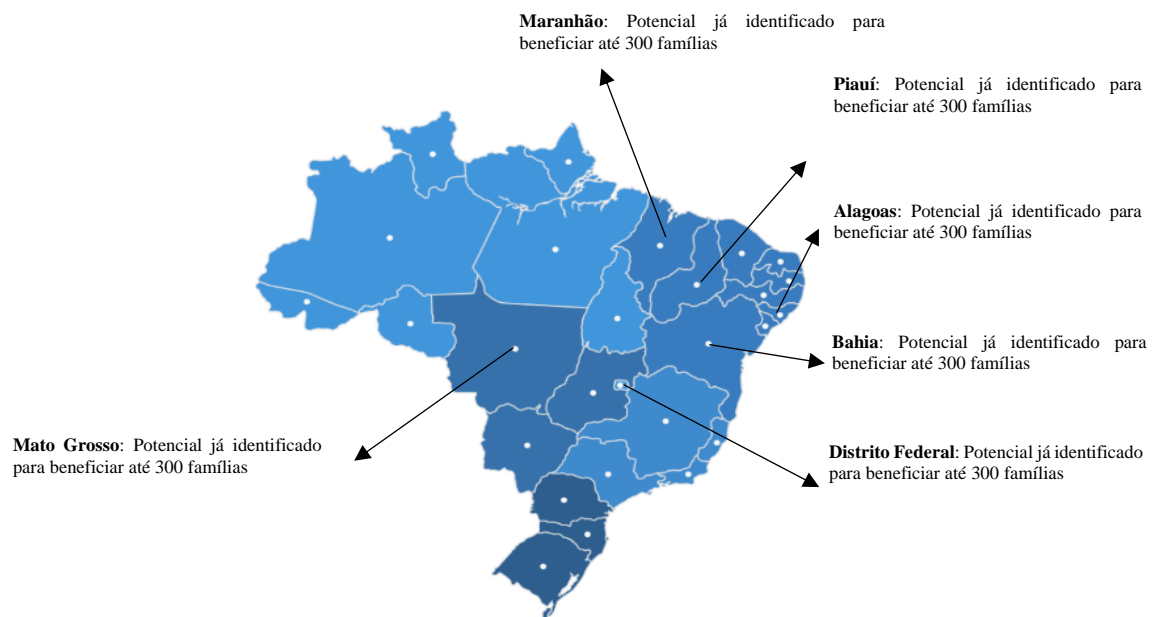 Maranhão: Potencial já identificado para
beneficiar até 300 famílias
Piauí: Potencial já identificado para
beneficiar até 300 famílias
Alagoas: Potencial já identificado para
beneficiar até 300 famílias
Bahia: Potencial já identificado para
beneficiar até 300 famílias
Mato Grosso: Potencial já identificado
para beneficiar até 300 famílias
Distrito Federal: Potencial já identificado
para beneficiar até 300 famílias